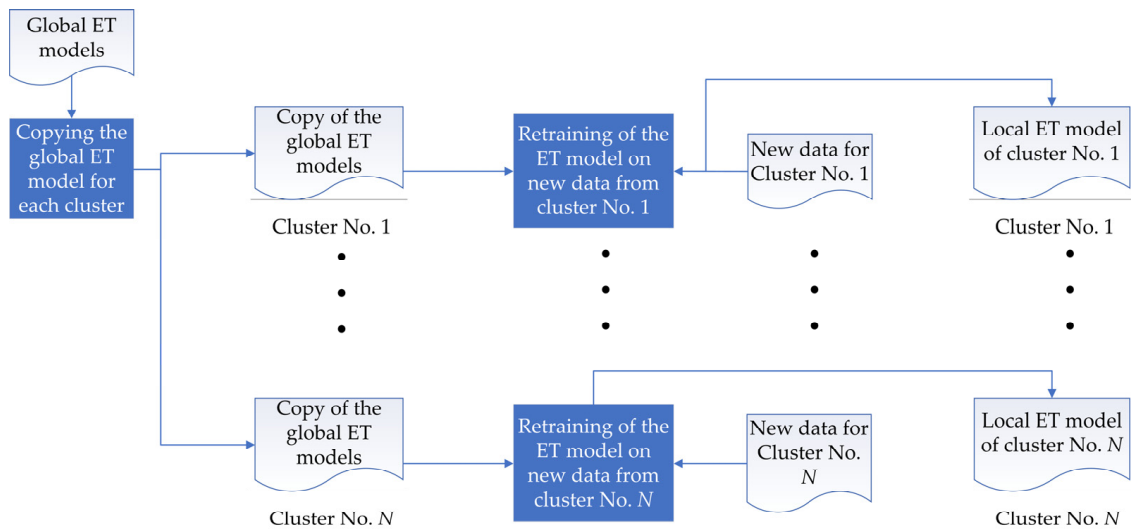 Global ET
models
Copying the
global ET
model for
each cluster
Copy of the
global ET
models
Cluster No. 1
Retraining of the
ET model on
new data from
cluster No. 1
New data for
Cluster No. 1
Local ET model
of cluster No. 1
Cluster No. 1
Copy of the
global ET
models
Cluster No. N
Retraining of the
ET model on
new data from
cluster No. N
New data for
Cluster No.
N
Local ET model
of cluster No. N
Cluster No. N